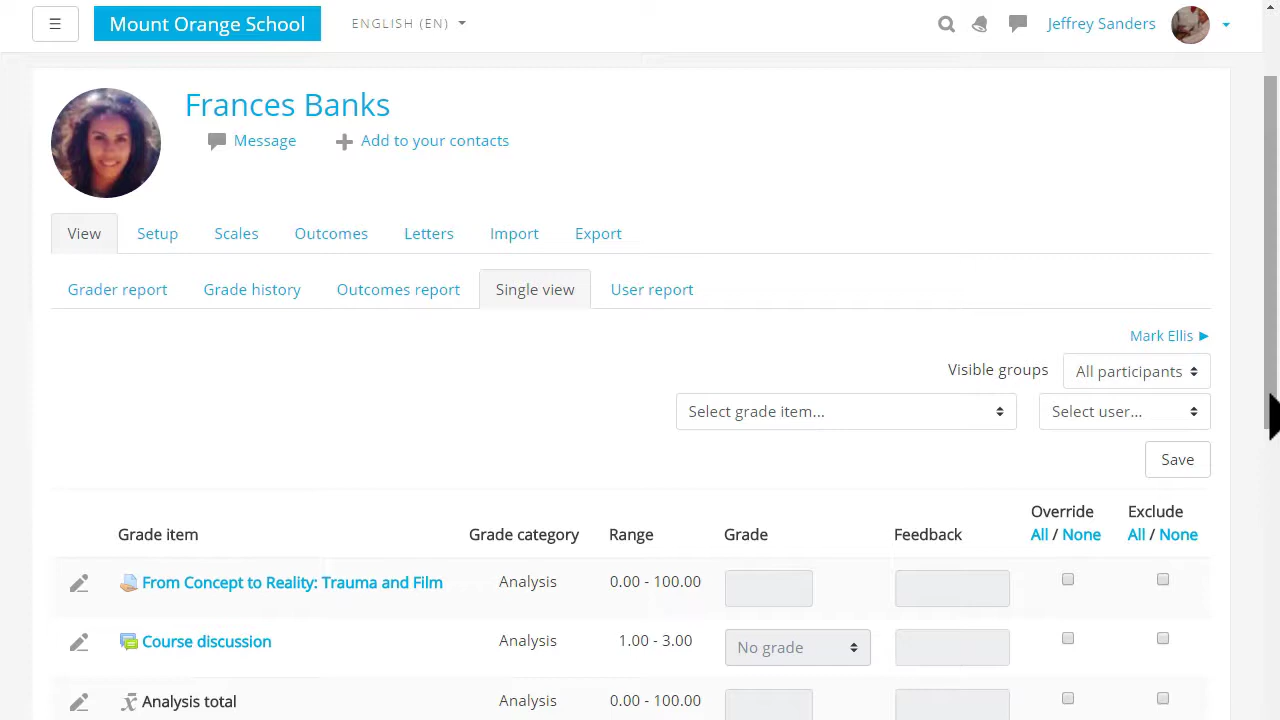 ☰ Mount Orange School ENGLISH (EN) Jeffrey Sanders
Frances Banks
Message Add to your contacts
View Setup Scales Outcomes Letters Import Export
Grader report Grade history Outcomes report Single view User report
Mark Ellis ►
Visible groups All participants
Select grade item... Select user...
Save
Override Exclude
Grade item Grade category Range Grade Feedback All / None All / None
From Concept to Reality: Trauma and Film Analysis 0.00 - 100.00
Course discussion Analysis 1.00 - 3.00 No grade
x̄ Analysis total Analysis 0.00 - 100.00